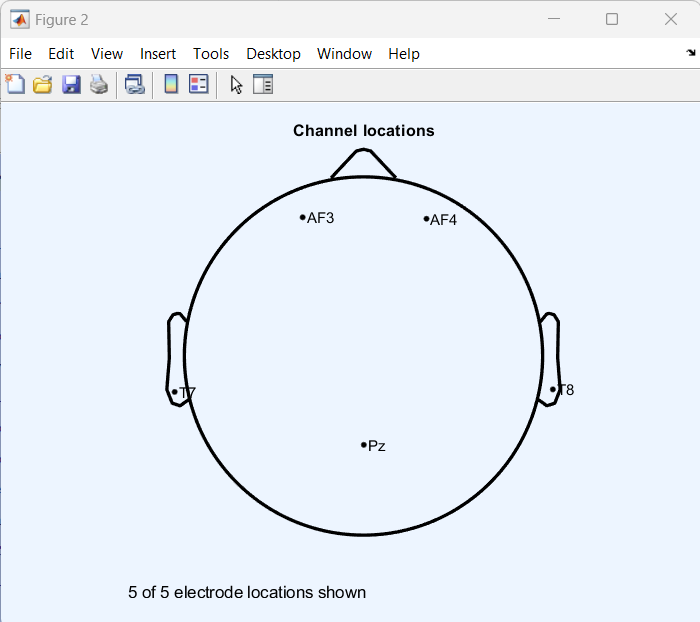 Figure 2
File Edit View Insert Tools Desktop Window Help
Channel locations
AF3 AF4
T7 T8
Pz
5 of 5 electrode locations shown